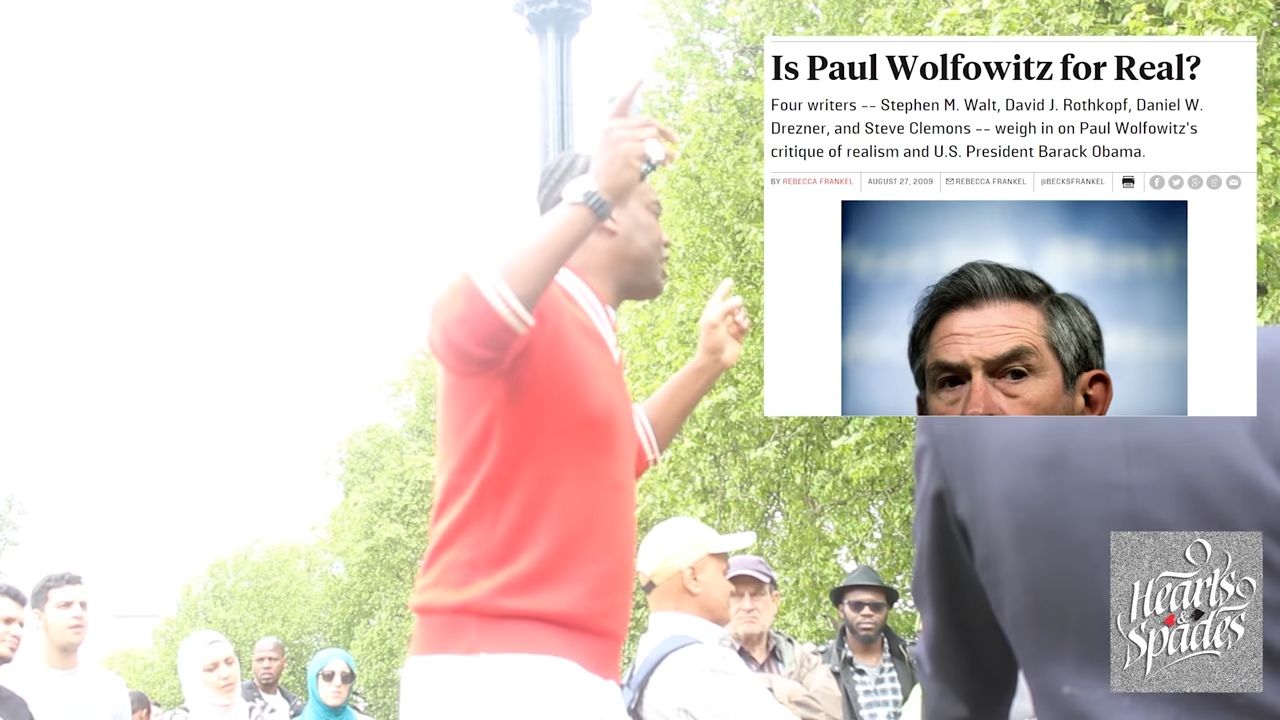 Is Paul Wolfowitz for Real?
Four writers -- Stephen M. Walt, David J. Rothkopf, Daniel W.
Drezner, and Steve Clemons -- weigh in on Paul Wolfowitz's
critique of realism and U.S. President Barack Obama.
BY REBECCA FRANKEL AUGUST 27, 2009 REBECCA FRANKEL @BECKSFRANKEL
Hearts
&
Spades